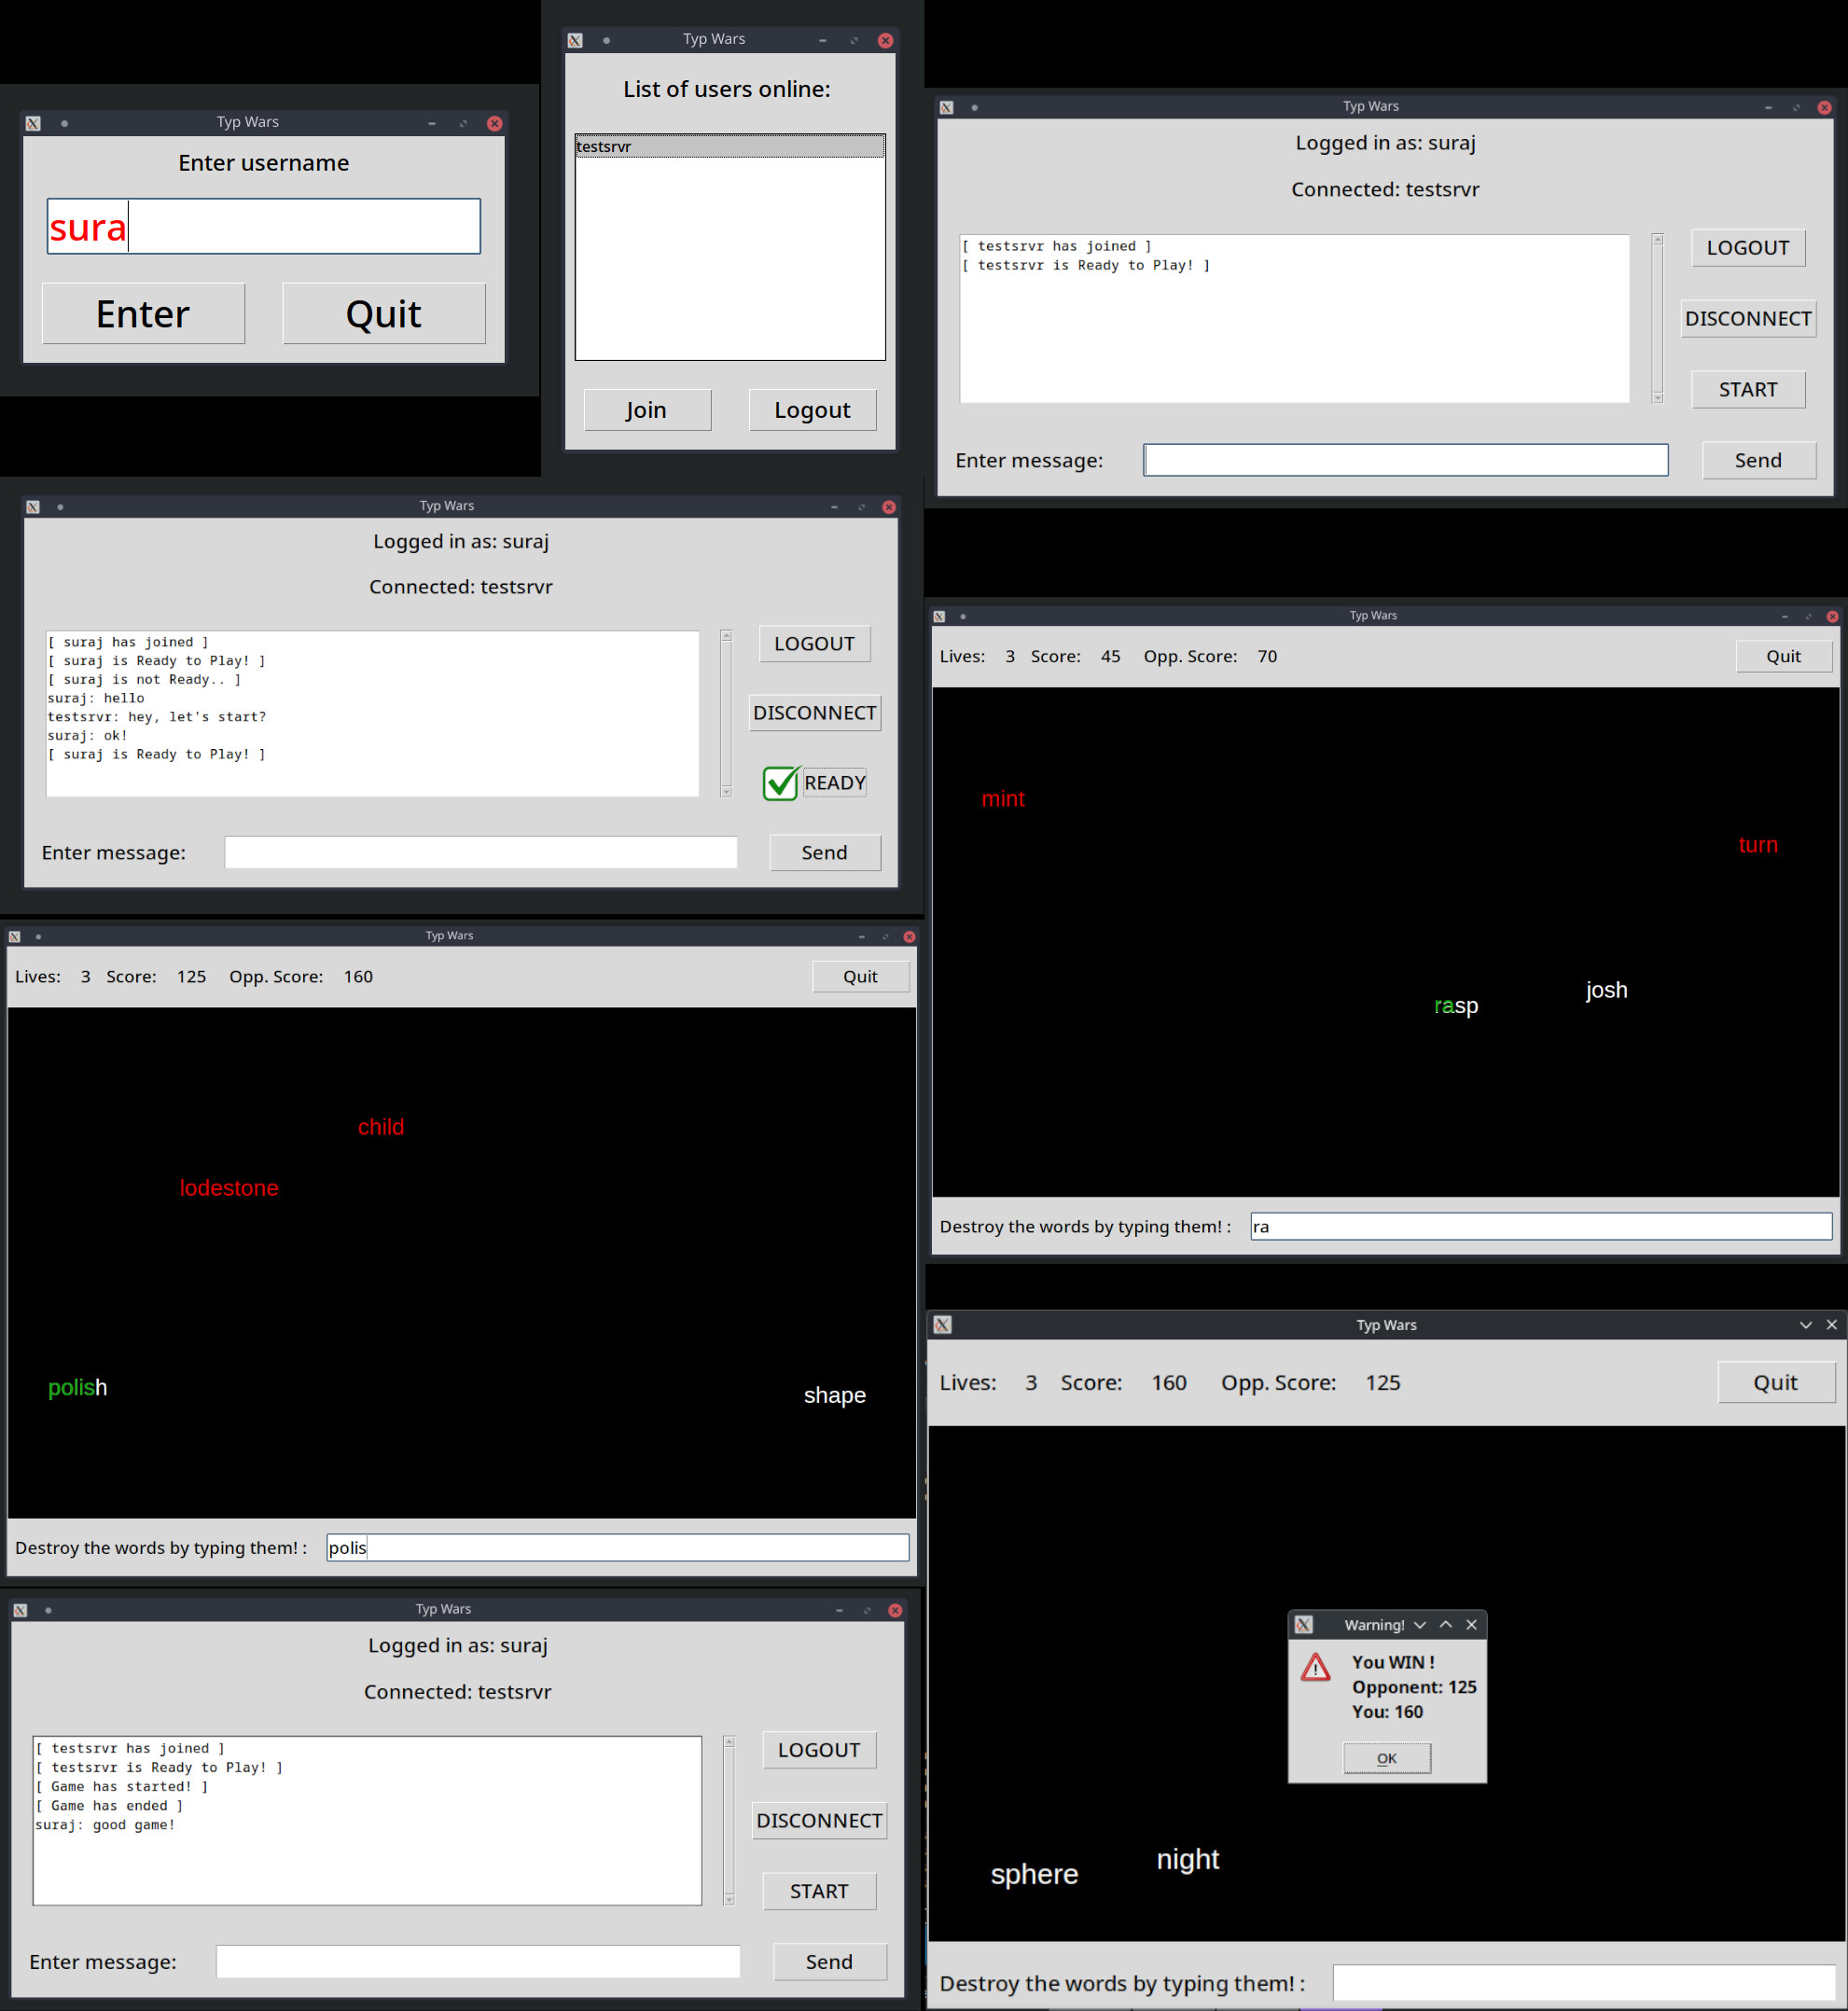 Typ Wars
Enter username
sura
Enter Quit
Typ Wars
List of users online:
testsrvr
Join Logout
Typ Wars
Logged in as: suraj
Connected: testsrvr
[ testsrvr has joined ]
[ testsrvr is Ready to Play! ]
LOGOUT
DISCONNECT
START
Enter message:
Send
Typ Wars
Logged in as: suraj
Connected: testsrvr
[ suraj has joined ]
[ suraj is Ready to Play! ]
[ suraj is not Ready.. ]
suraj: hello
testsrvr: hey, let's start?
suraj: ok!
[ suraj is Ready to Play! ]
LOGOUT
DISCONNECT
READY
Enter message:
Send
Typ Wars
Lives: 3 Score: 45 Opp. Score: 70
Quit
mint
turn
rasp
josh
Destroy the words by typing them! : ra
Typ Wars
Lives: 3 Score: 125 Opp. Score: 160
Quit
child
lodestone
polish
shape
Destroy the words by typing them! : polis
Typ Wars
Lives: 3 Score: 160 Opp. Score: 125
Quit
Warning!
You WIN !
Opponent: 125
You: 160
OK
sphere
night
Destroy the words by typing them! :
Typ Wars
Logged in as: suraj
Connected: testsrvr
[ testsrvr has joined ]
[ testsrvr is Ready to Play! ]
[ Game has started! ]
[ Game has ended ]
suraj: good game!
LOGOUT
DISCONNECT
START
Enter message:
Send